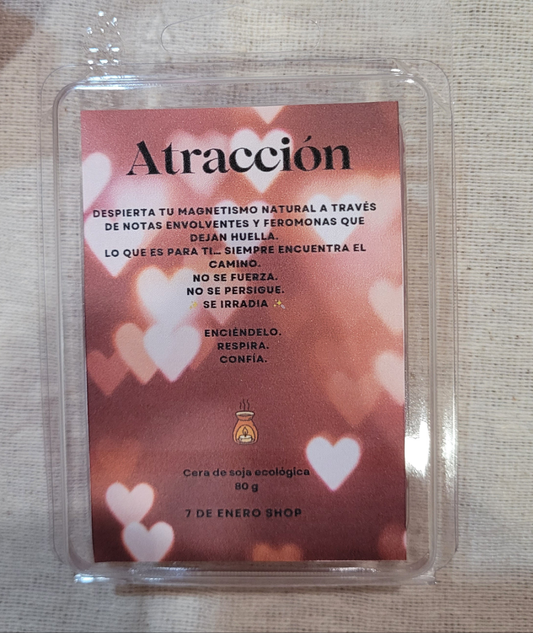 Atracción
DESPIERTA TU MAGNETISMO NATURAL A TRAVÉS
DE NOTAS ENVOLVENTES Y FEROMONAS QUE
DEJAN HUELLA.
LO QUE ES PARA TI... SIEMPRE ENCUENTRA EL
CAMINO.
NO SE FUERZA.
NO SE PERSIGUE.
✨ SE IRRADIA ✨
ENCIÉNDELO.
RESPIRA.
CONFÍA.
Cera de soja ecológica
80 g
7 DE ENERO SHOP